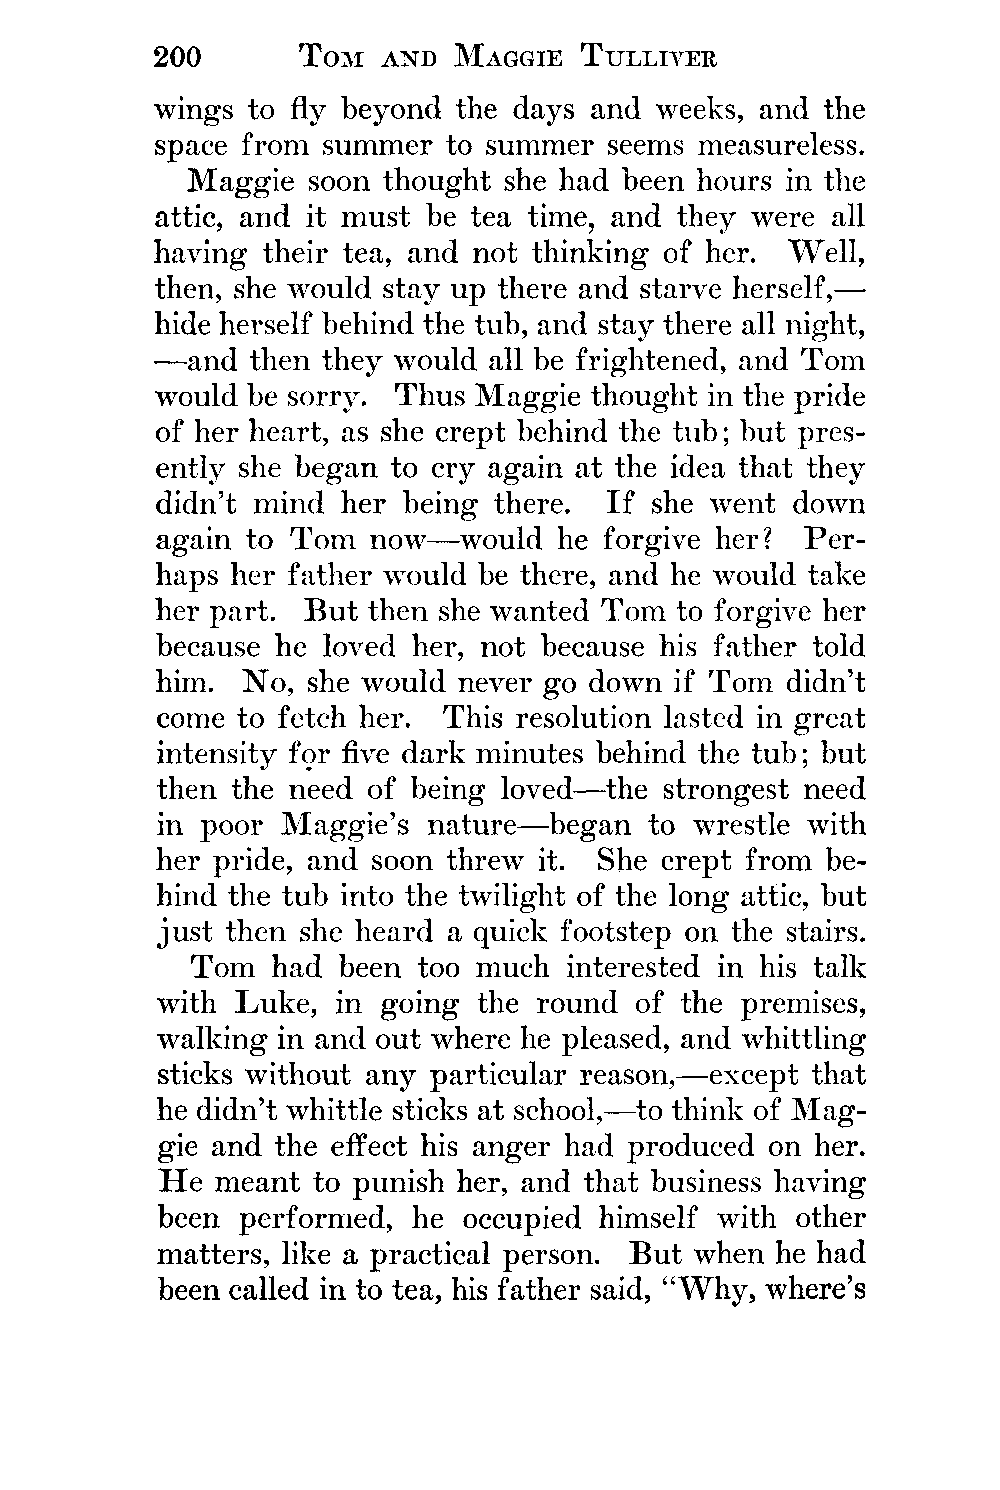 200 TOM AND MAGGIE TULLIVER
wings to fly beyond the days and weeks, and the
space from summer to summer seems measureless.
Maggie soon thought she had been hours in the
attic, and it must be tea time, and they were all
having their tea, and not thinking of her. Well,
then, she would stay up there and starve herself,—
hide herself behind the tub, and stay there all night,
—and then they would all be frightened, and Tom
would be sorry. Thus Maggie thought in the pride
of her heart, as she crept behind the tub; but pres-
ently she began to cry again at the idea that they
didn't mind her being there. If she went down
again to Tom now—would he forgive her? Per-
haps her father would be there, and he would take
her part. But then she wanted Tom to forgive her
because he loved her, not because his father told
him. No, she would never go down if Tom didn't
come to fetch her. This resolution lasted in great
intensity for five dark minutes behind the tub; but
then the need of being loved—the strongest need
in poor Maggie's nature—began to wrestle with
her pride, and soon threw it. She crept from be-
hind the tub into the twilight of the long attic, but
just then she heard a quick footstep on the stairs.
Tom had been too much interested in his talk
with Luke, in going the round of the premises,
walking in and out where he pleased, and whittling
sticks without any particular reason,—except that
he didn't whittle sticks at school,—to think of Mag-
gie and the effect his anger had produced on her.
He meant to punish her, and that business having
been performed, he occupied himself with other
matters, like a practical person. But when he had
been called in to tea, his father said, "Why, where's